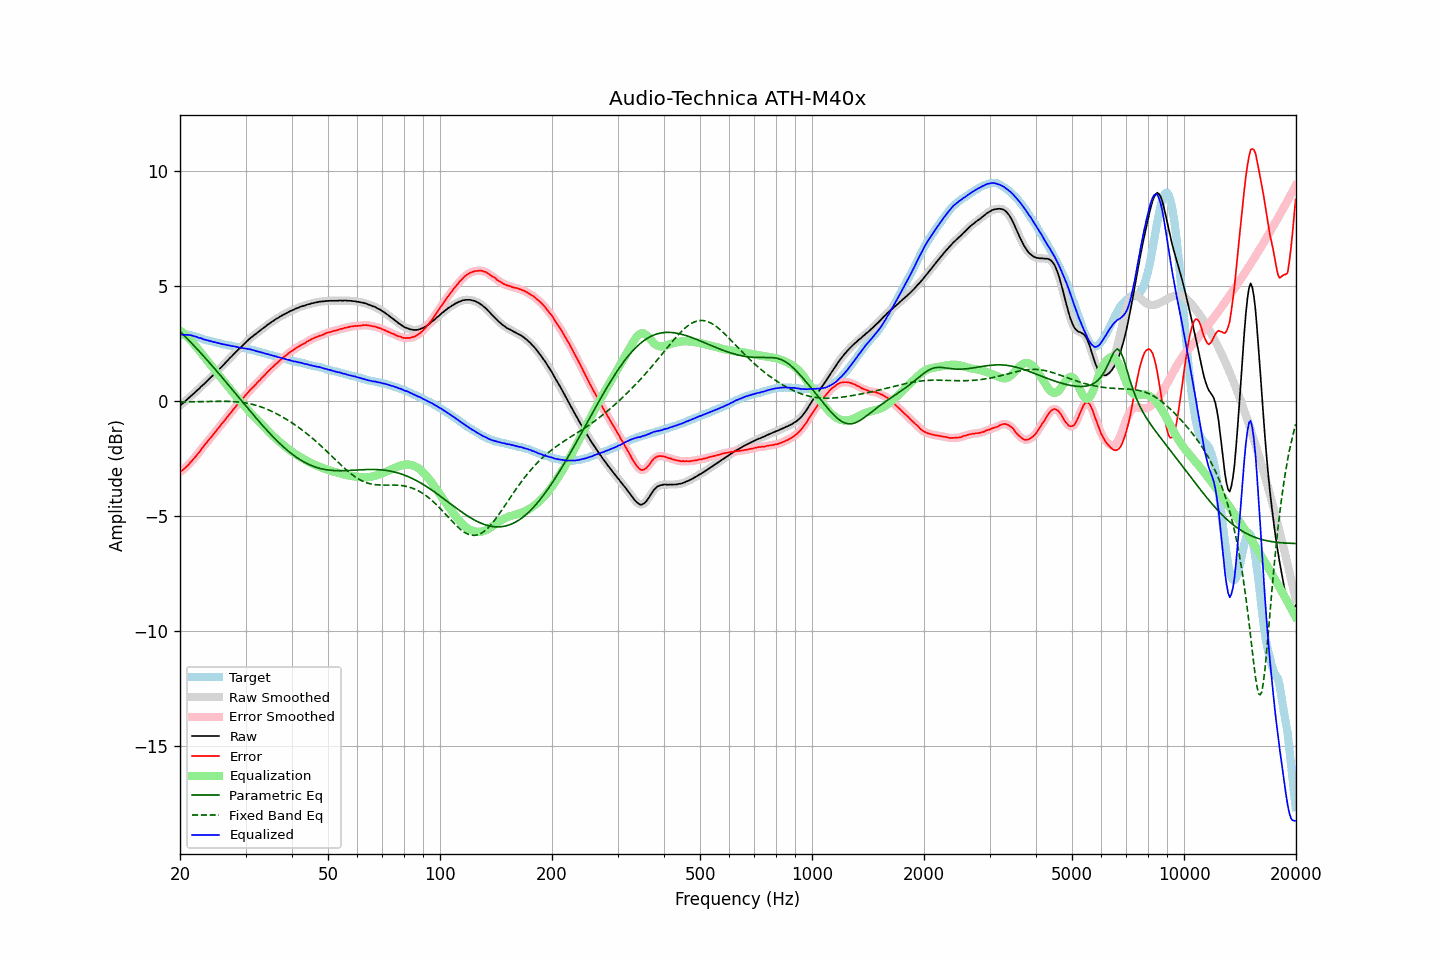 Audio-Technica ATH-M40x
Amplitude (dBr)
10
5
0
−5
−10
−15
Target
Raw Smoothed
Error Smoothed
Raw
Error
Equalization
Parametric Eq
Fixed Band Eq
Equalized
20 50 100 200 500 1000 2000 5000 10000 20000
Frequency (Hz)